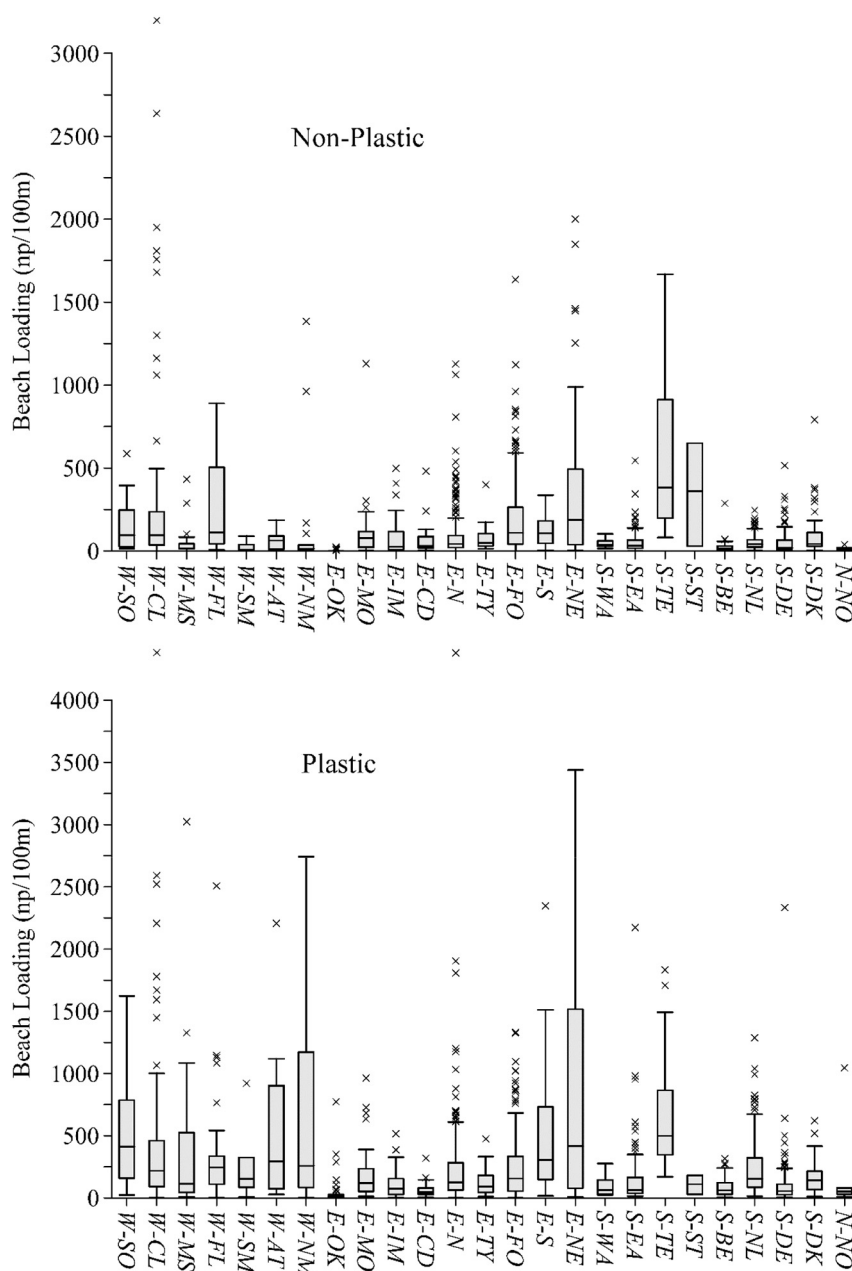 Non-Plastic
Beach Loading (np/100m)
3000
2500
2000
1500
1000
500
0
W-SO W-CL W-MS W-FL W-SM W-AT W-NM E-OK E-MO E-IM E-CD E-N E-TY E-FO E-S E-NE S-WA S-EA S-TE S-ST S-BE S-NL S-DE S-DK N-NO
Plastic
Beach Loading (np/100m)
4000
3500
3000
2500
2000
1500
1000
500
0
W-SO W-CL W-MS W-FL W-SM W-AT W-NM E-OK E-MO E-IM E-CD E-N E-TY E-FO E-S E-NE S-WA S-EA S-TE S-ST S-BE S-NL S-DE S-DK N-NO